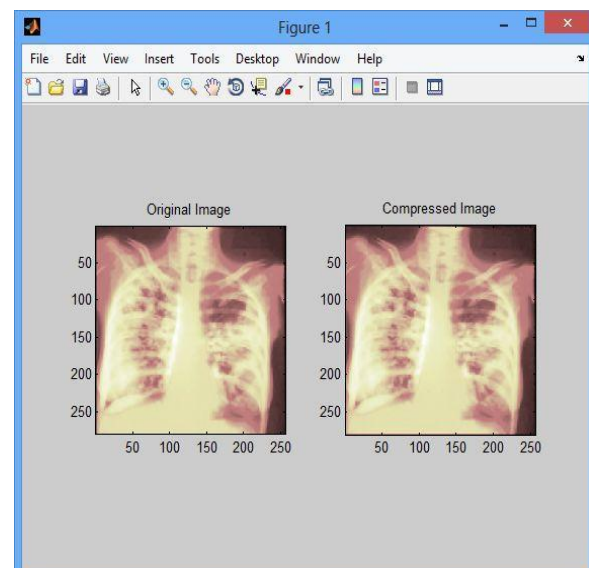 Figure 1
File Edit View Insert Tools Desktop Window Help
Original Image
50
100
150
200
250
50 100 150 200 250
Compressed Image
50
100
150
200
250
50 100 150 200 250